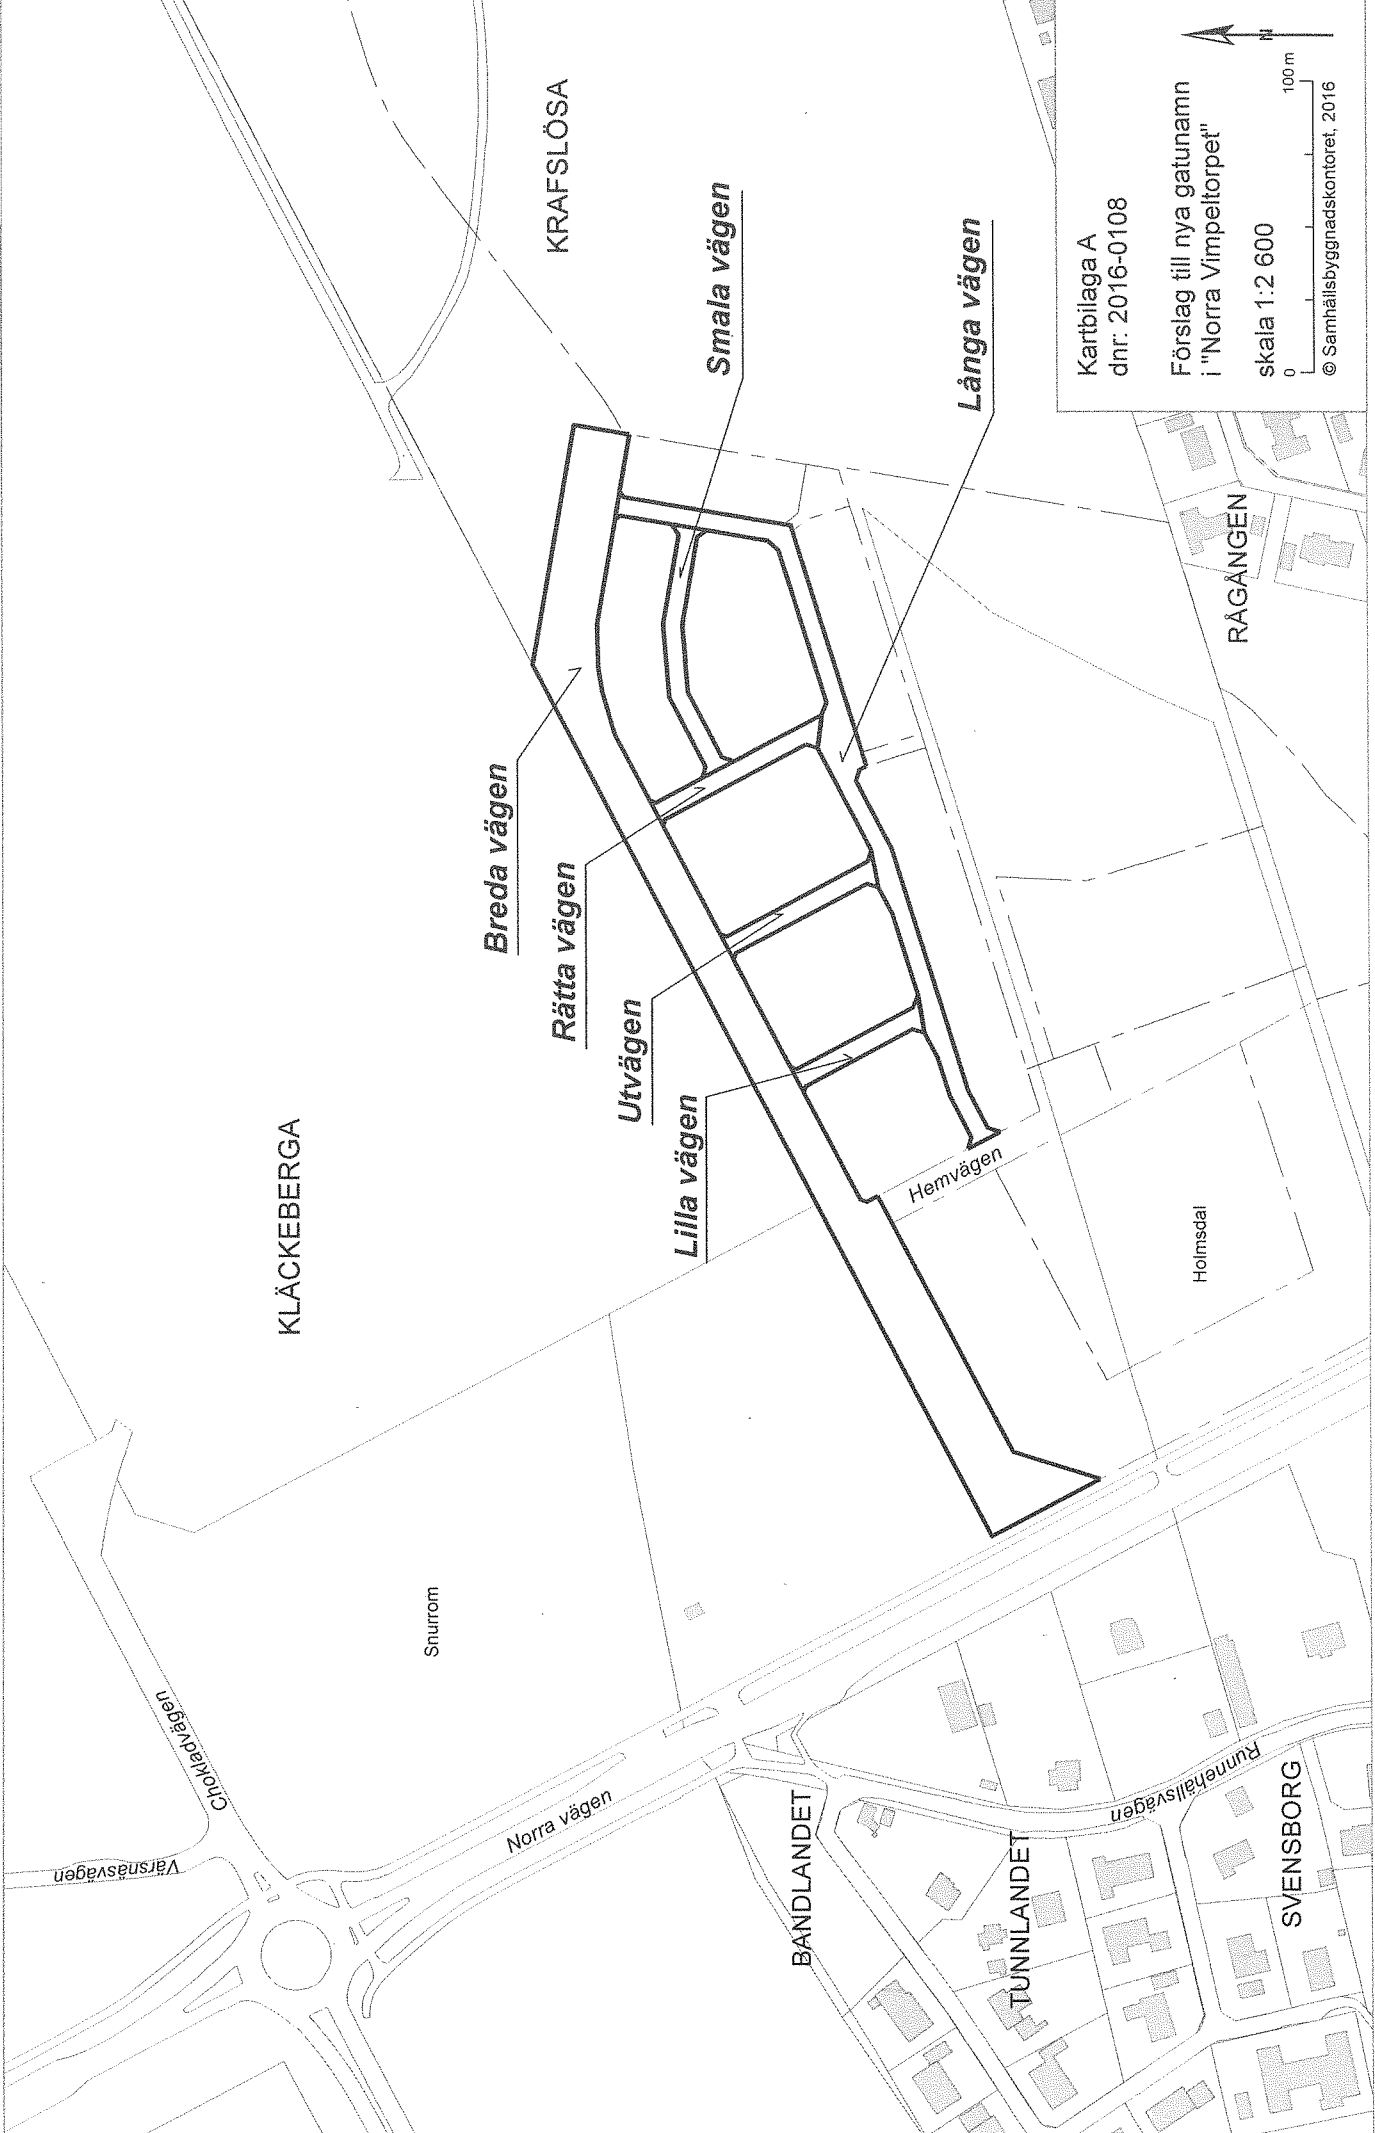 KLÄCKEBERGA
KRAFSLÖSA
Chokladvägen
Värsnäsvägen
Snurrom
Norra vägen
Breda vägen
Rätta vägen
Utvägen
Lilla vägen
Smala vägen
Långa vägen
Hemvägen
Holmsdal
RÅGÅNGEN
BANDLANDET
TUNNLANDET
Runnehällsvägen
SVENSBORG
Kartbilaga A
dnr: 2016-0108
Förslag till nya gatunamn
i "Norra Vimpeltorpet"
skala 1:2 600
0 100 m
© Samhällsbyggnadskontoret, 2016
N